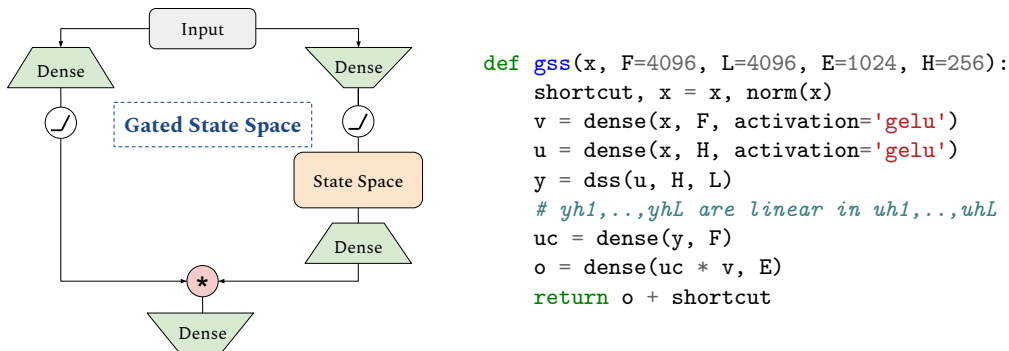 Input
Dense
Dense
Gated State Space
State Space
Dense
*
Dense
def gss(x, F=4096, L=4096, E=1024, H=256):
    shortcut, x = x, norm(x)
    v = dense(x, F, activation='gelu')
    u = dense(x, H, activation='gelu')
    y = dss(u, H, L)
    # yh1,..,yhL are linear in uh1,..,uhL
    uc = dense(y, F)
    o = dense(uc * v, E)
    return o + shortcut